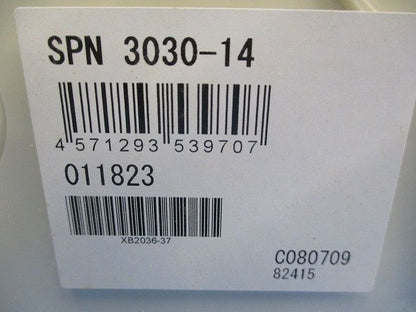 SPN 3030-14
4 571293 539707
011823
XB2036-37
C080709
82415